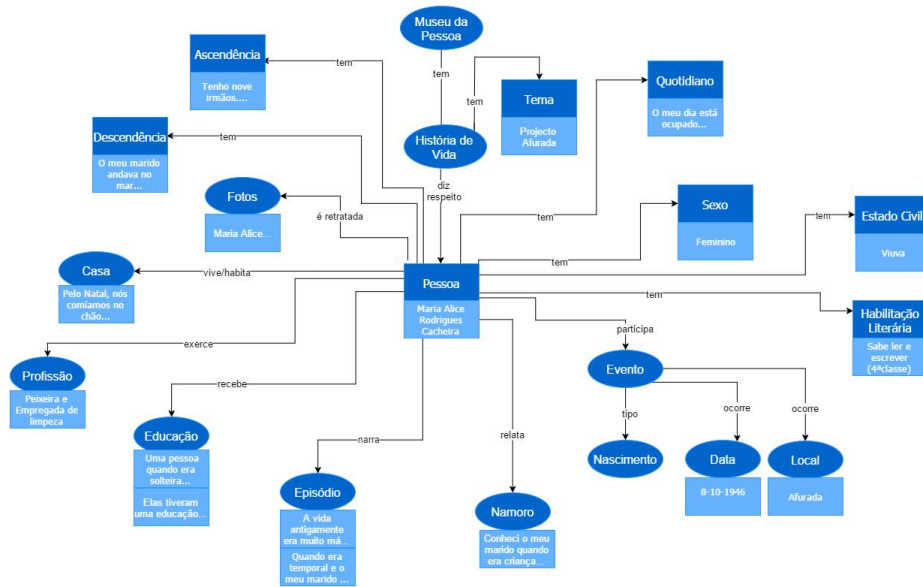 Museu da
Pessoa
tem
Ascendência
Tenho nove
irmãos....
tem
tem
Tema
Projecto
Afurada
Quotidiano
O meu dia está
ocupado...
tem
Descendência
O meu marido
andava no
mar...
tem
História de
Vida
diz
respeito
Fotos
Maria Alice...
é retratada
Sexo
Feminino
tem
Estado Civil
Viuva
tem
Casa
Pelo Natal, nós
comíamos no
chão...
vive/habita
Pessoa
Maria Alice
Rodrigues
Cacheira
tem
Habilitação
Literária
Sabe ler e
escrever
(4ªclasse)
exerce
Profissão
Peixeira e
Empregada de
limpeza
participa
Evento
recebe
Educação
Uma pessoa
quando era
solteira...
Elas tiveram
uma educação...
narra
Episódio
A vida
antigamente
era muito má...
Quando era
temporal e o
meu marido ...
relata
Namoro
Conheci o meu
marido quando
era criança...
tipo
Nascimento
ocorre
Data
8-10-1946
ocorre
Local
Afurada